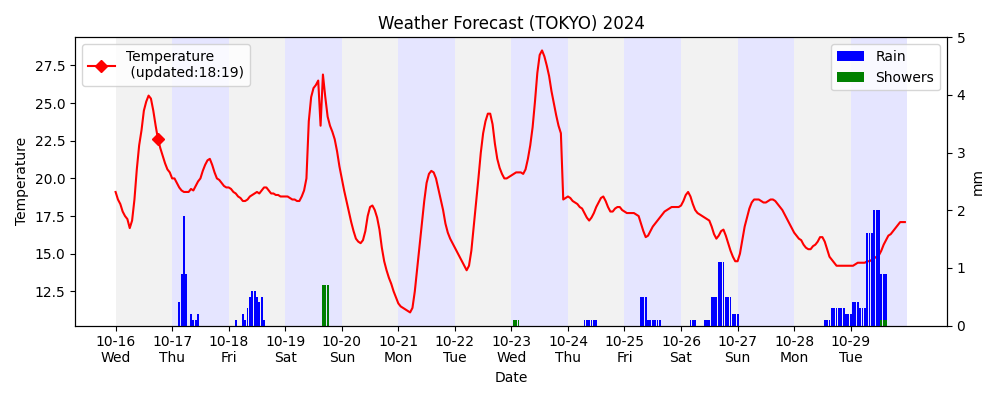 Weather Forecast (TOKYO) 2024
Temperature
(updated:18:19)
Rain
Showers
Temperature
27.5
25.0
22.5
20.0
17.5
15.0
12.5
5
4
3
2
1
0
mm
10-16 10-17 10-18 10-19 10-20 10-21 10-22 10-23 10-24 10-25 10-26 10-27 10-28 10-29
Wed Thu Fri Sat Sun Mon Tue Wed Thu Fri Sat Sun Mon Tue
Date